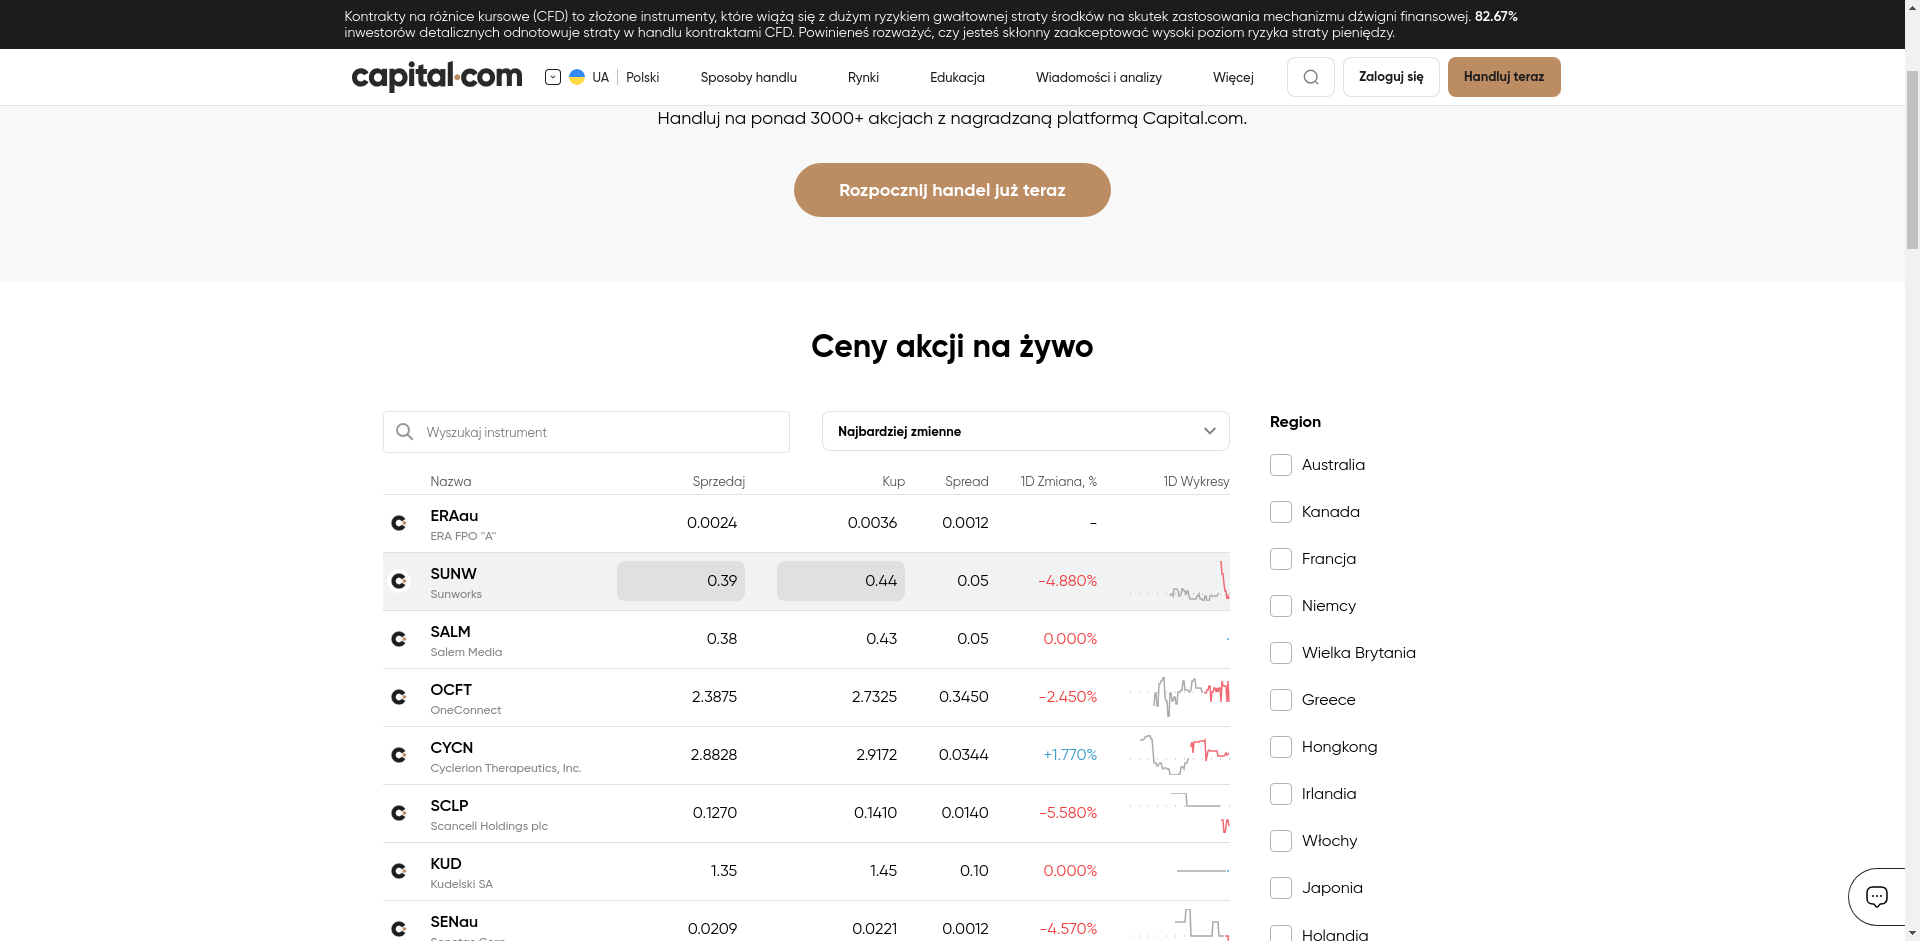 Kontrakty na różnice kursowe (CFD) to złożone instrumenty, które wiążą się z dużym ryzykiem gwałtownej straty środków na skutek zastosowania mechanizmu dźwigni finansowej. 82.67%
inwestorów detalicznych odnotowuje straty w handlu kontraktami CFD. Powinieneś rozważyć, czy jesteś skłonny zaakceptować wysoki poziom ryzyka straty pieniędzy.
capital.com UA Polski Sposoby handlu Rynki Edukacja Wiadomości i analizy Więcej Zaloguj się Handluj teraz
Handluj na ponad 3000+ akcjach z nagradzaną platformą Capital.com.
Rozpocznij handel już teraz
Ceny akcji na żywo
Wyszukaj instrument
Najbardziej zmienne
Nazwa Sprzedaj Kup Spread 1D Zmiana, % 1D Wykresy
ERAau 0.0024 0.0036 0.0012 -
ERA FPO "A"
SUNW 0.39 0.44 0.05 -4.880%
Sunworks
SALM 0.38 0.43 0.05 0.000%
Salem Media
OCFT 2.3875 2.7325 0.3450 -2.450%
OneConnect
CYCN 2.8828 2.9172 0.0344 +1.770%
Cyclerion Therapeutics, Inc.
SCLP 0.1270 0.1410 0.0140 -5.580%
Scancell Holdings plc
KUD 1.35 1.45 0.10 0.000%
Kudelski SA
SENau 0.0209 0.0221 0.0012 -4.570%
Region
Australia
Kanada
Francja
Niemcy
Wielka Brytania
Greece
Hongkong
Irlandia
Włochy
Japonia
Holandia